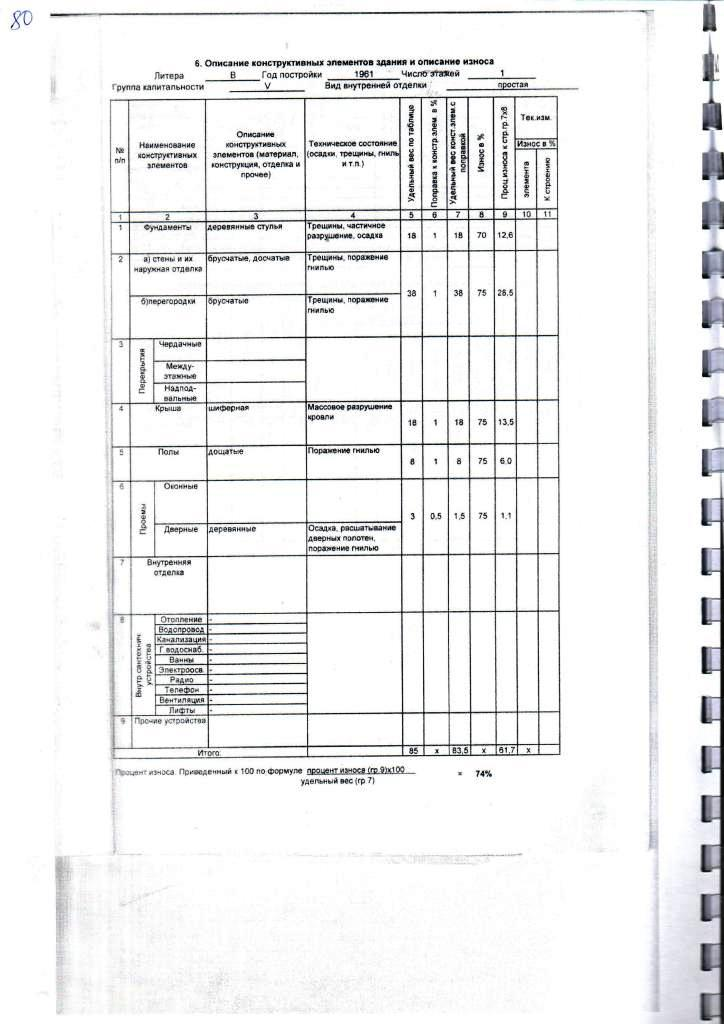 80
6. Описание конструктивных элементов здания и описание износа
Литера В Год постройки 1961 Число этажей 1
Группа капитальности V Вид внутренней отделки простая
№ п/п
Наименование конструктивных элементов
Описание конструктивных элементов (материал, конструкция, отделка и прочее)
Техническое состояние (осадки, трещины, гниль и т.п.)
Удельный вес по таблице
Поправка к констр.элем. в %
Удельный вес конст.элем.с поправкой
Износ в %
Проц.износа к стр.гр.7х8
Тек.изм.
Износ в %
элемента
К строению
1 2 3 4 5 6 7 8 9 10 11
1 Фундаменты деревянные стулья Трещины, частичное разрушение, осадка 18 1 18 70 12,6
2 а) стены и их наружная отделка брусчатые, досчатые Трещины, поражение гнилью
38 1 38 75 28,5
б)перегородки брусчатые Трещины, поражение гнилью
3 Перекрытия
Чердачные
Между-этажные
Надпод-вальные
4 Крыша шиферная Массовое разрушение кровли 18 1 18 75 13,5
5 Полы дощатые Поражение гнилью 8 1 8 75 6,0
6 Проемы
Оконные
3 0,5 1,5 75 1,1
Дверные деревянные Осадка, расшатывание дверных полотен, поражение гнилью
7 Внутренняя отделка
8 Внутр.сантехнич. устройства
Отопление -
Водопровод -
Канализация -
Г.водоснаб. -
Ванны -
Электроосв. -
Радио -
Телефон -
Вентиляция -
Лифты -
9 Прочие устройства
Итого: 85 х 83,5 х 61,7 х
Процент износа. Приведенный к 100 по формуле процент износа (гр.9)х100 = 74%
удельный вес (гр.7)